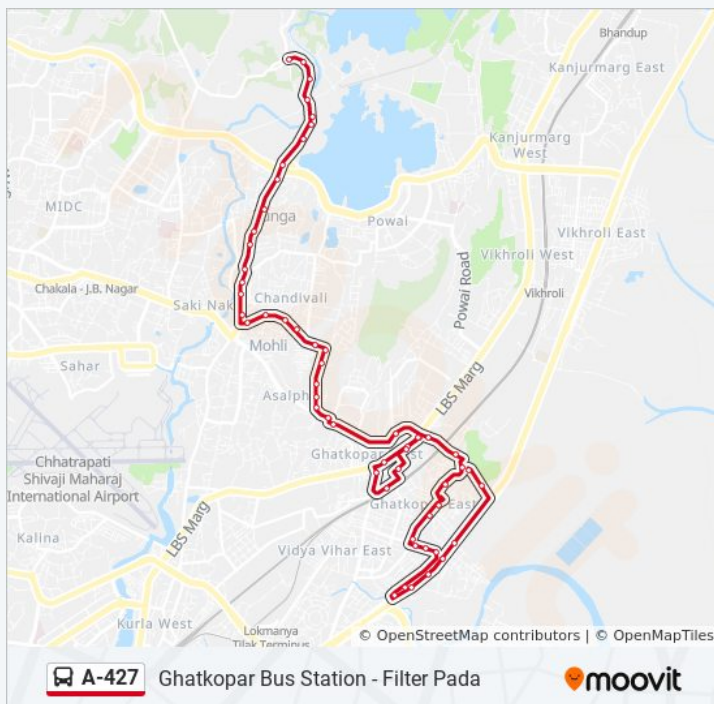 Bhandup
Kanjurmarg East
Kanjurmarg
West
MIDC
Powai
Vikhroli East
Vikhroli West
Chakala - J.B. Nagar
Chandivali
Powai Road
Vikhroli
Saki Nak
Mohli
Sahar
LBS Marg
Asalph
Chhatrapati
Shivaji Maharaj
International Airport
Ghatkopar
Ghatkop
East
Kalina
LBS Marg
Vidya Vihar East
Kurla West
Lokmanya
Tilak Terminus
© OpenStreetMap contributors | © OpenMapTiles
A-427
Ghatkopar Bus Station - Filter Pada
moovit